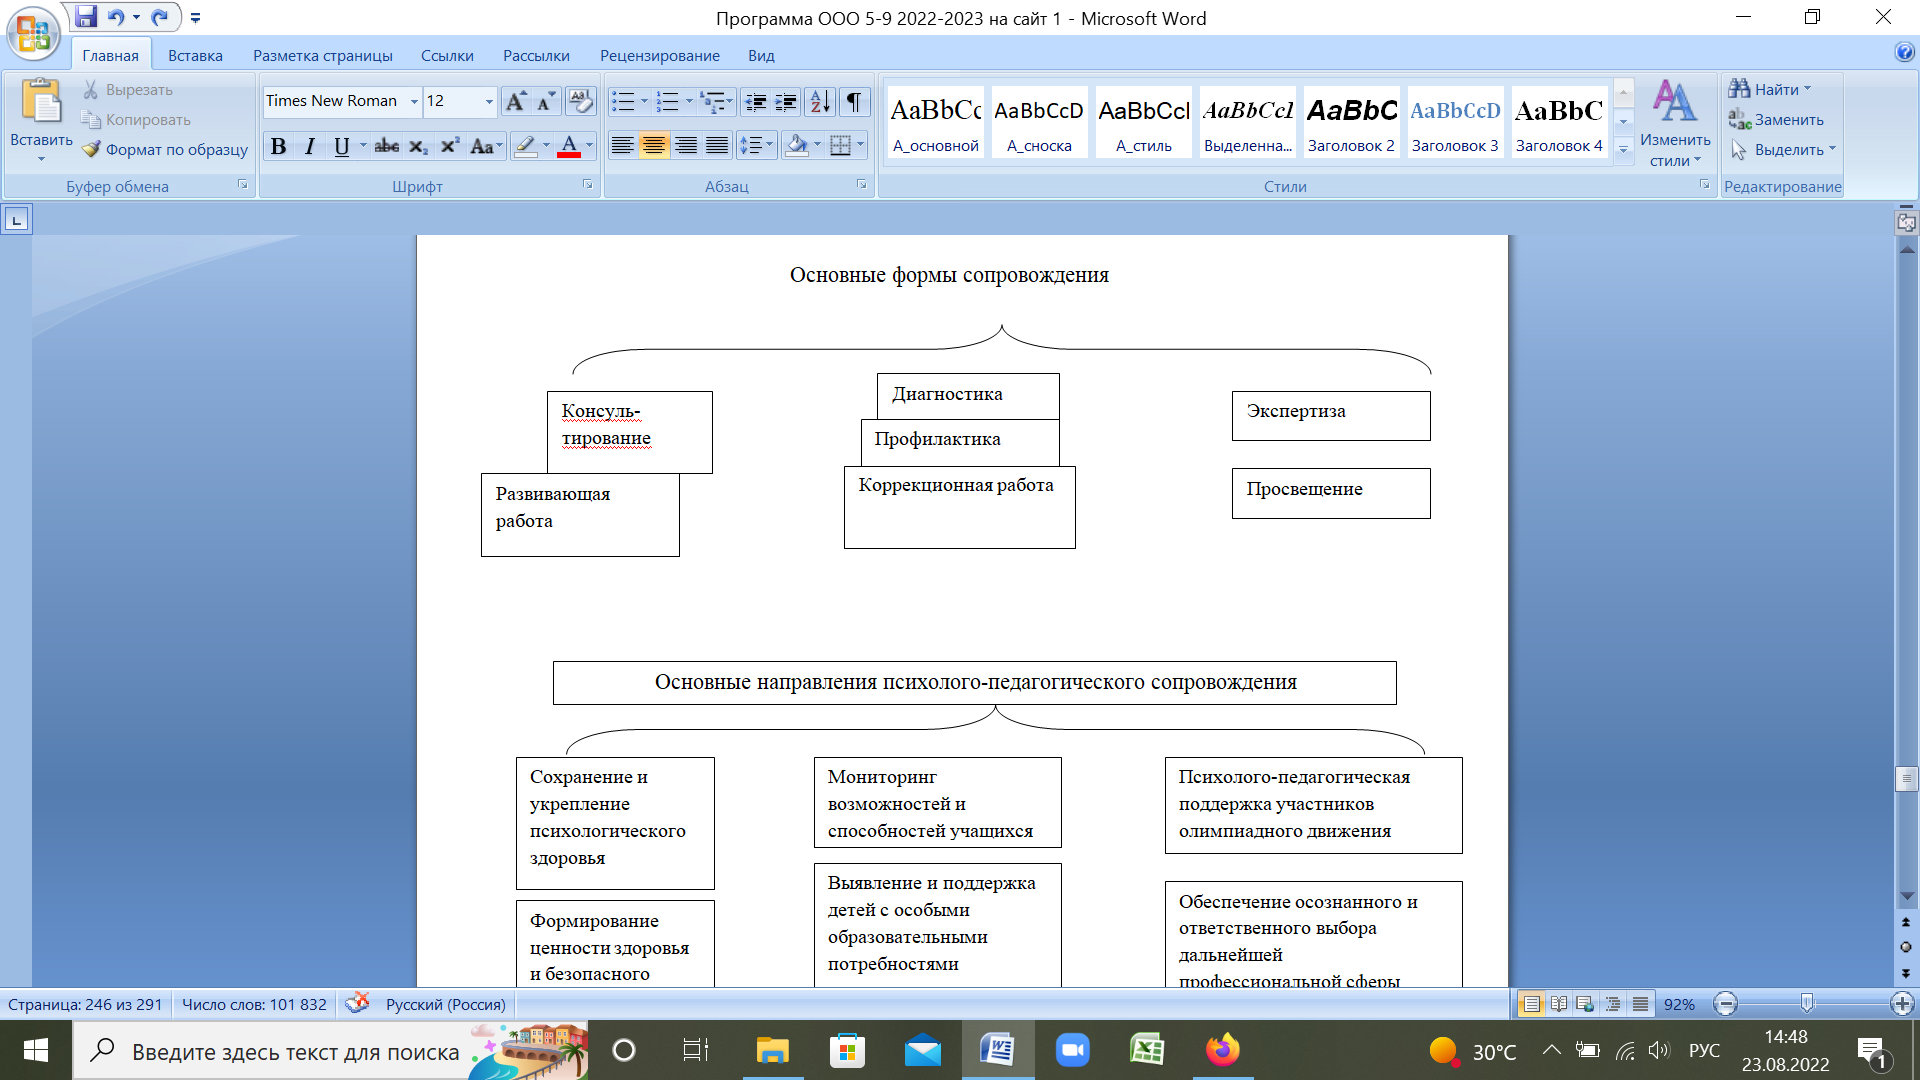 Программа ООО 5-9 2022-2023 на сайт 1 - Microsoft Word
Главная Вставка Разметка страницы Ссылки Рассылки Рецензирование Вид
Вставить
Вырезать
Копировать
Формат по образцу
Буфер обмена
Times New Roman 12
Шрифт
Абзац
AaBbCc AaBbCcD AaBbCcI AaBbCcI AaBbC AaBbCcD AaBbC
А_основной А_сноска А_стиль Выделенна... Заголовок 2 Заголовок 3 Заголовок 4
Изменить
стили
Стили
Найти
Заменить
Выделить
Редактирование
Основные формы сопровождения
Консуль-
тирование
Развивающая
работа
Диагностика
Профилактика
Коррекционная работа
Экспертиза
Просвещение
Основные направления психолого-педагогического сопровождения
Сохранение и
укрепление
психологического
здоровья
Формирование
ценности здоровья
и безопасного
Мониторинг
возможностей и
способностей учащихся
Выявление и поддержка
детей с особыми
образовательными
потребностями
Психолого-педагогическая
поддержка участников
олимпиадного движения
Обеспечение осознанного и
ответственного выбора
дальнейшей
профессиональной сферы
Страница: 246 из 291 Число слов: 101 832 Русский (Россия) 92%
Введите здесь текст для поиска
30°C
РУС
14:48
23.08.2022
1